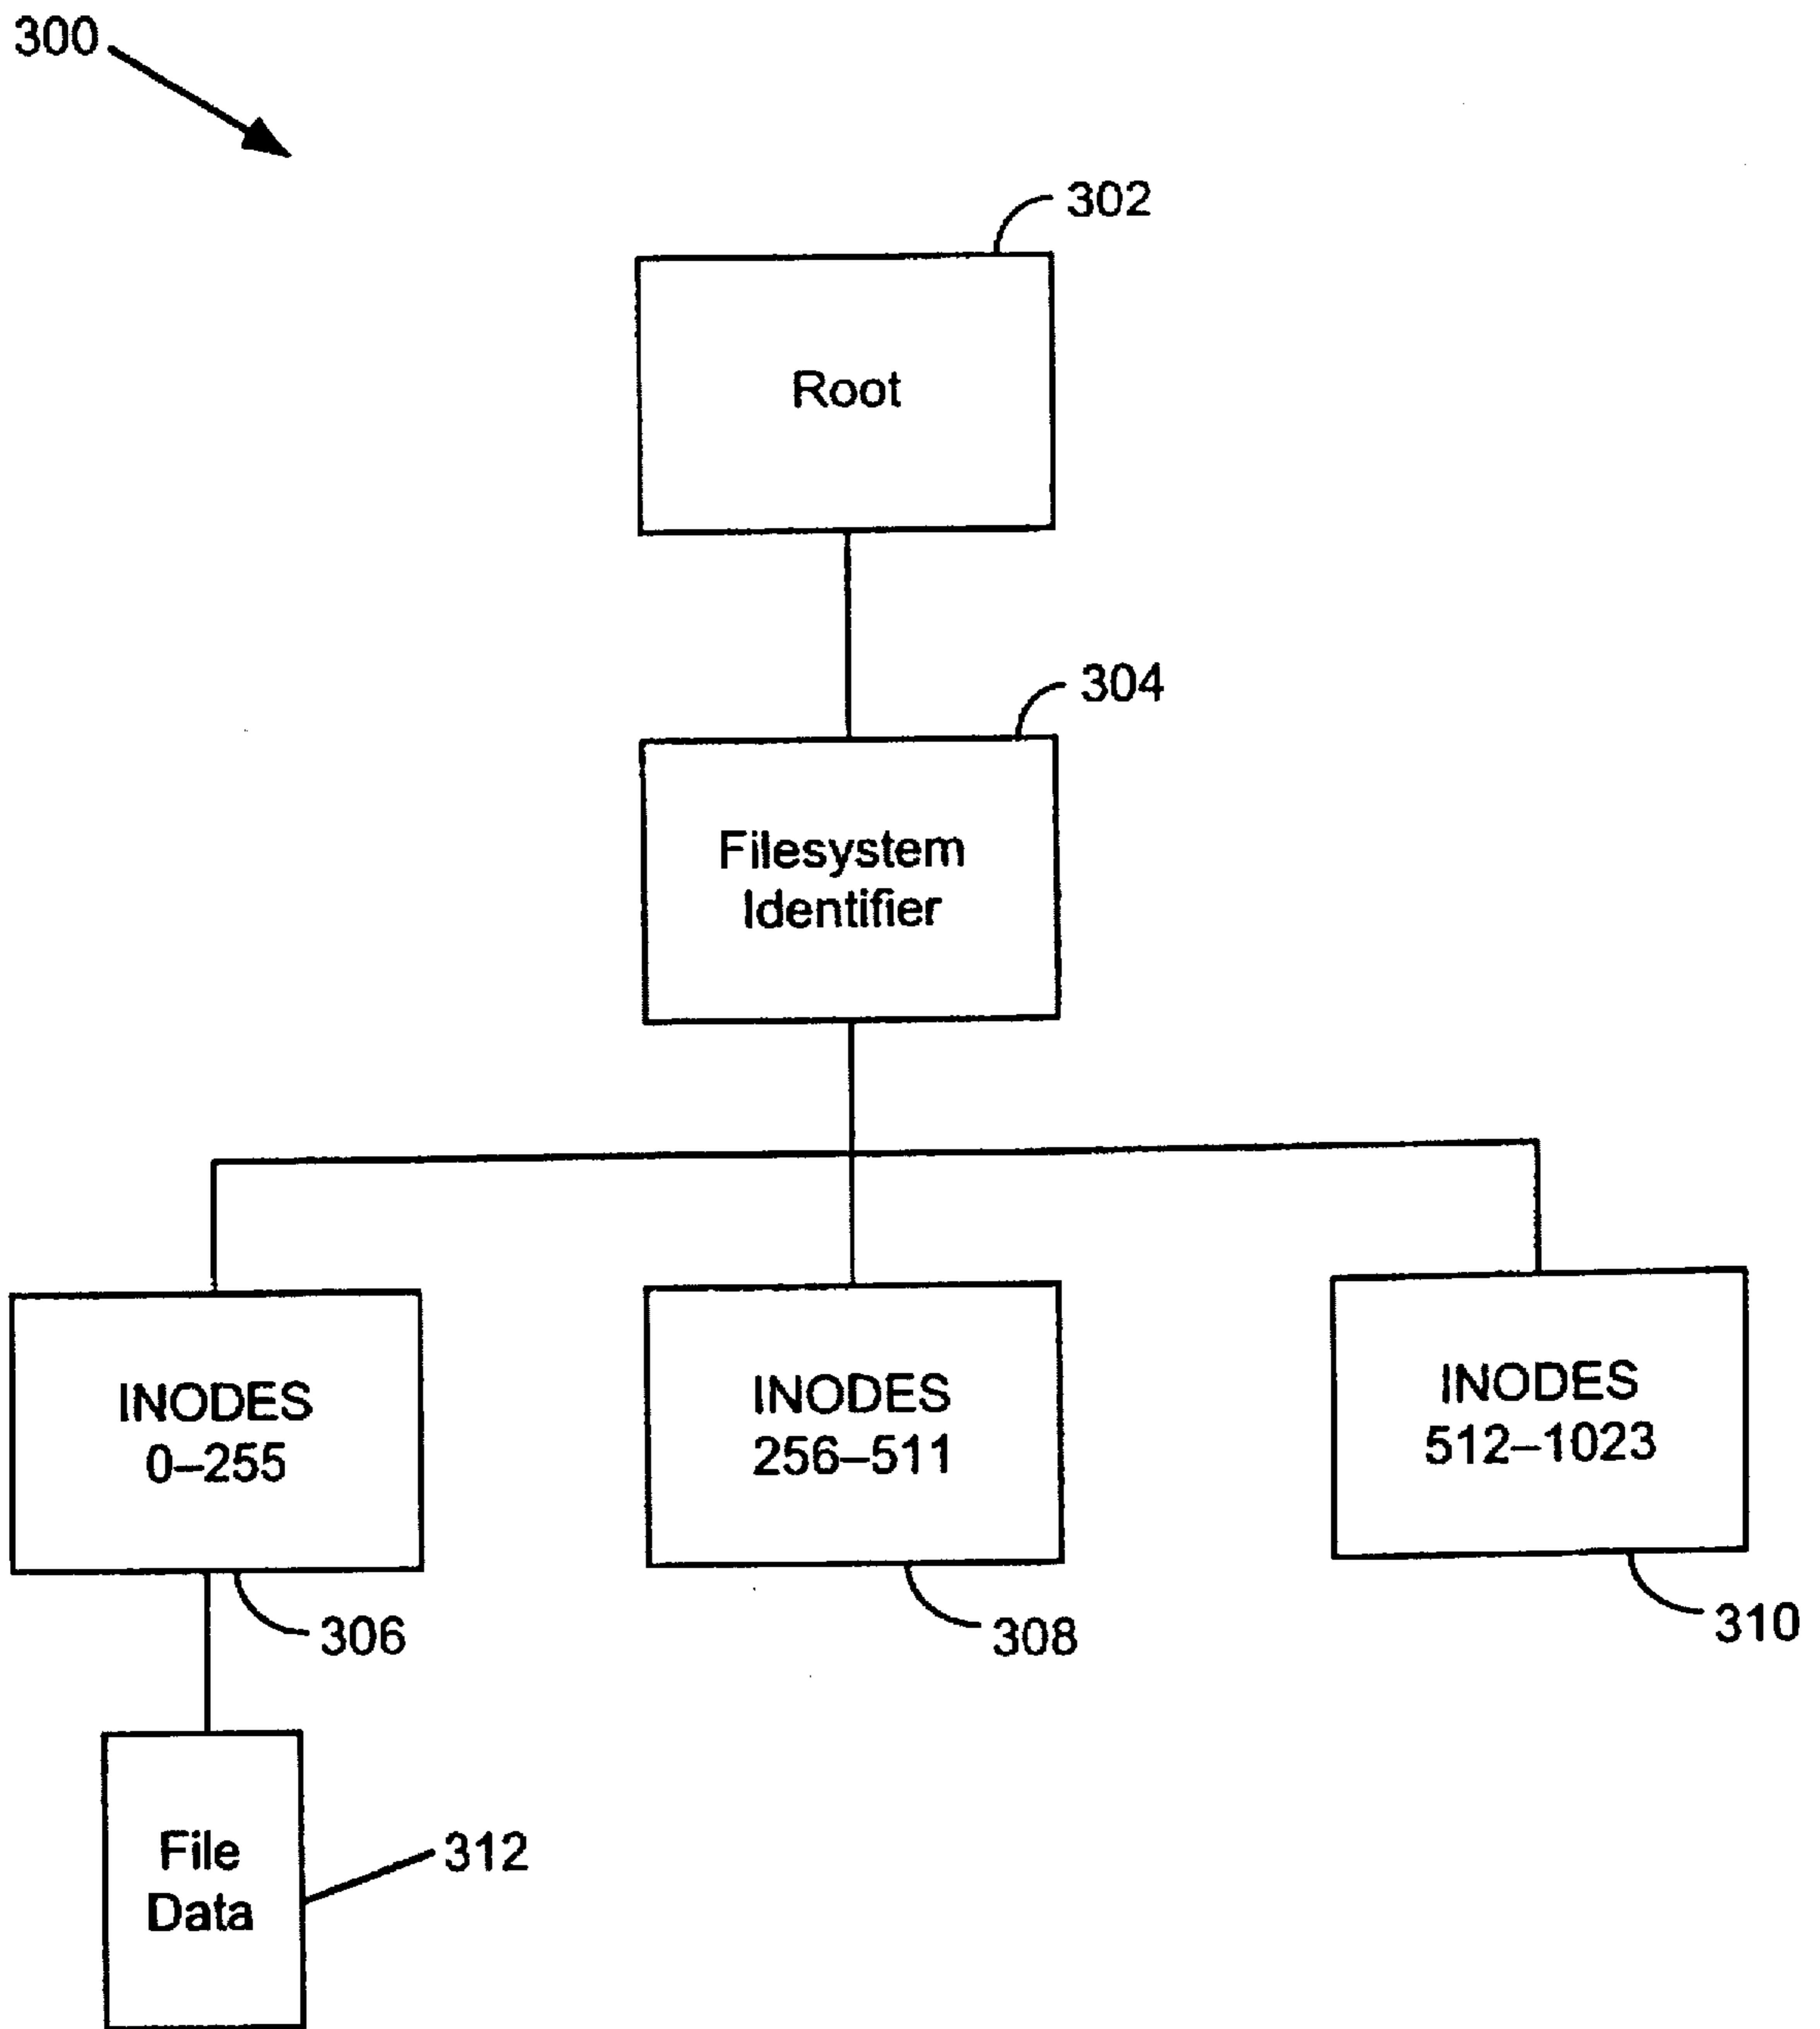 300
302
Root
304
Filesystem
Identifier
INODES
0–255
INODES
256–511
INODES
512–1023
306
308
310
File
Data
312